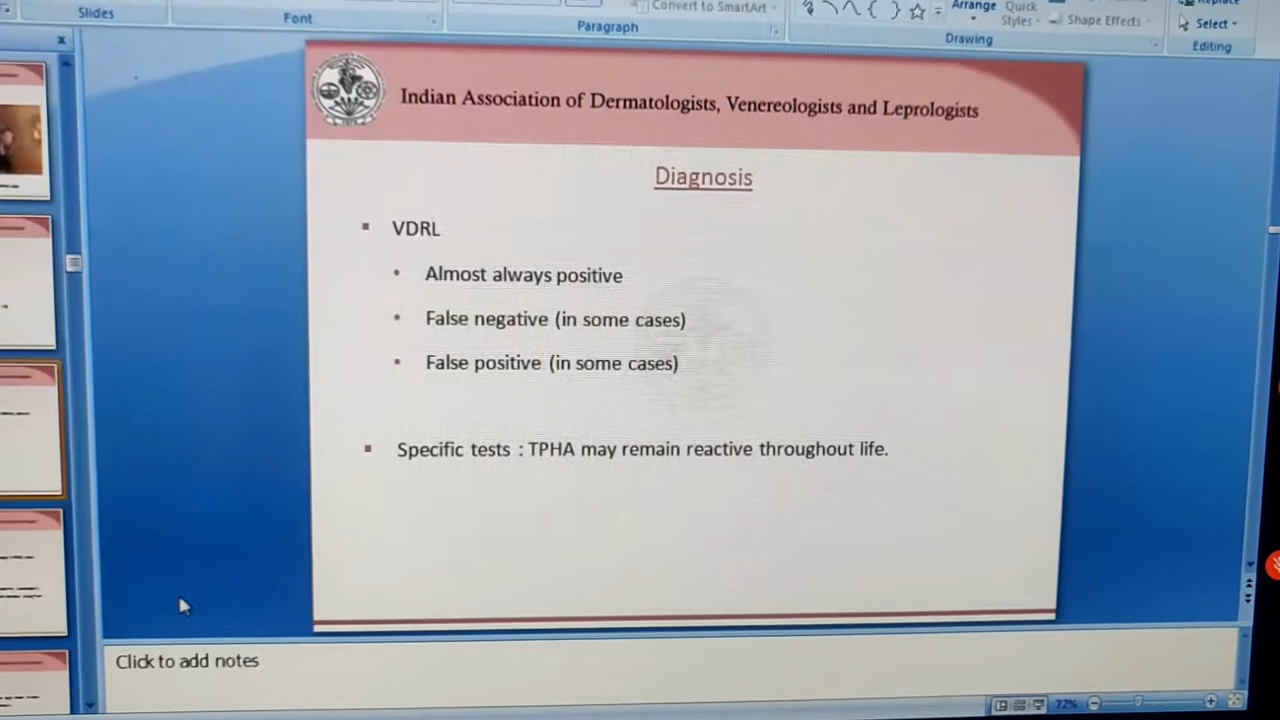 Slides
Font
Paragraph
Convert to SmartArt
Arrange
Quick
Styles
Shape Effects
Drawing
Replace
Select
Editing
Indian Association of Dermatologists, Venereologists and Leprologists
Diagnosis
VDRL
Almost always positive
False negative (in some cases)
False positive (in some cases)
Specific tests : TPHA may remain reactive throughout life.
Click to add notes
72%